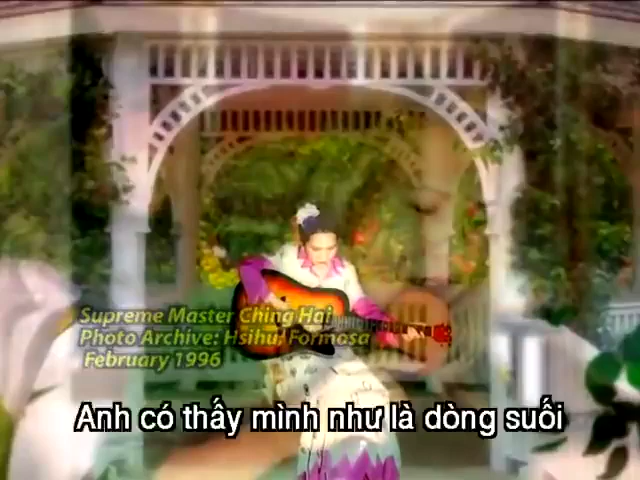 Supreme Master Ching Hai
Photo Archive: Hsihu, Formosa
February 1996
Anh có thấy mình như là dòng suối